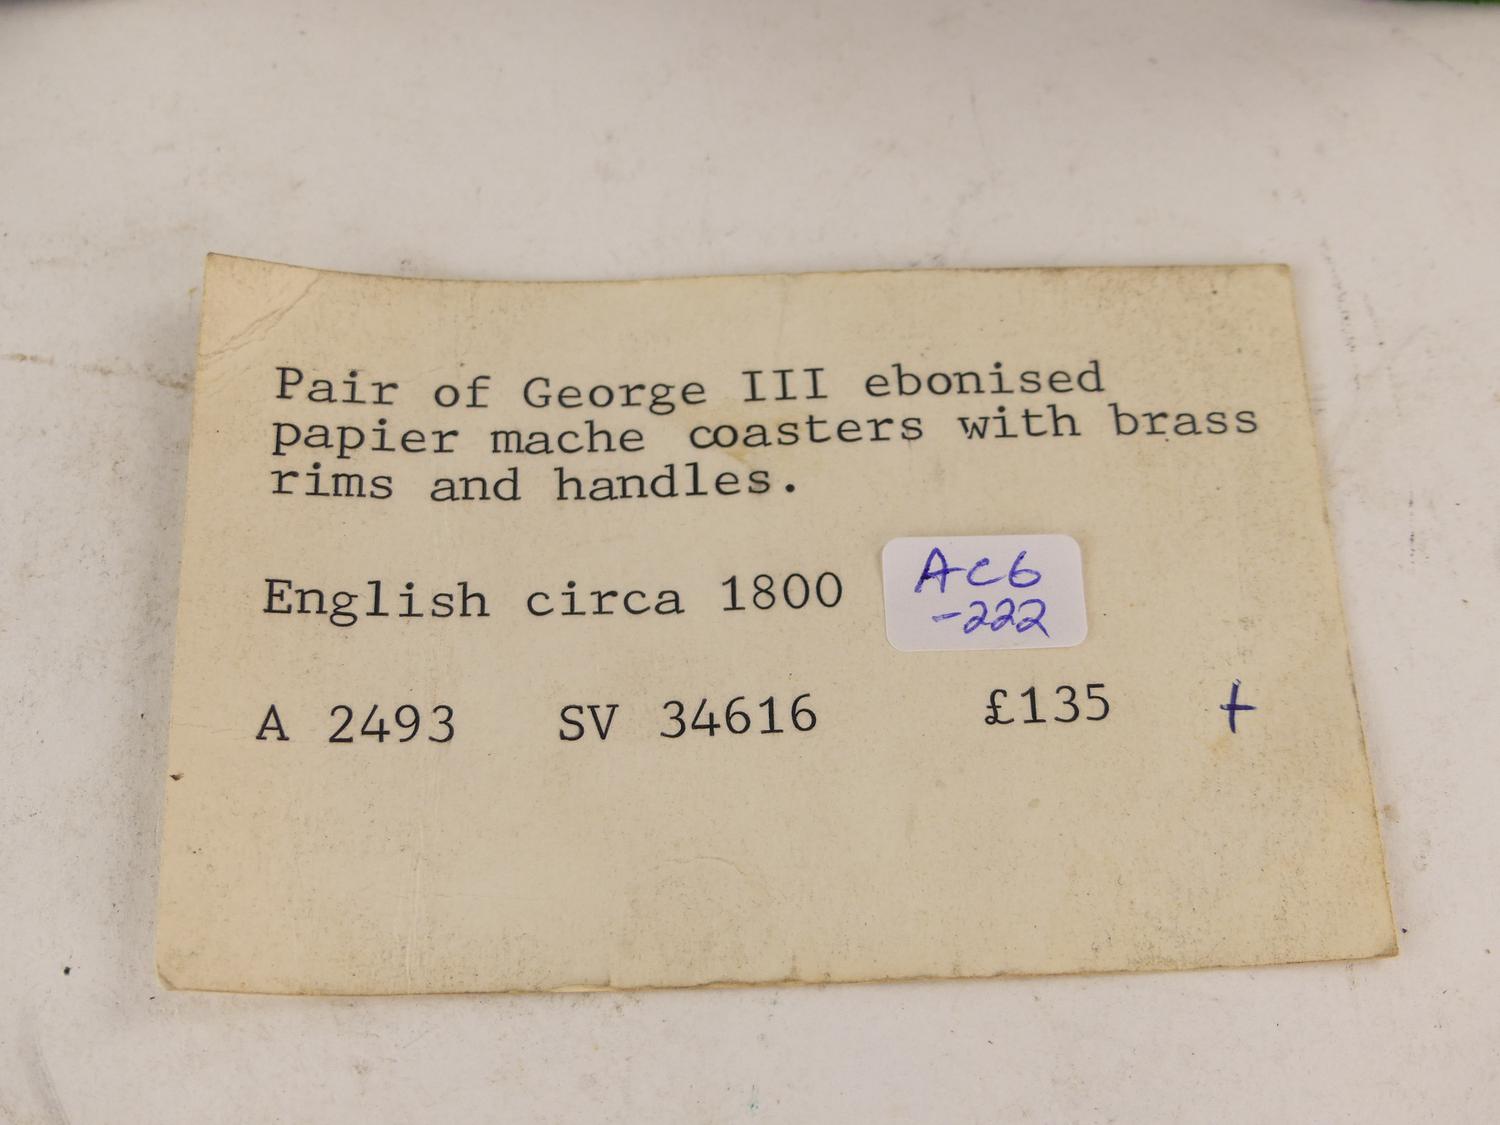 Pair of George III ebonised
papier mache coasters with brass
rims and handles.
English circa 1800
AC6
-222
A 2493 SV 34616 £135 +